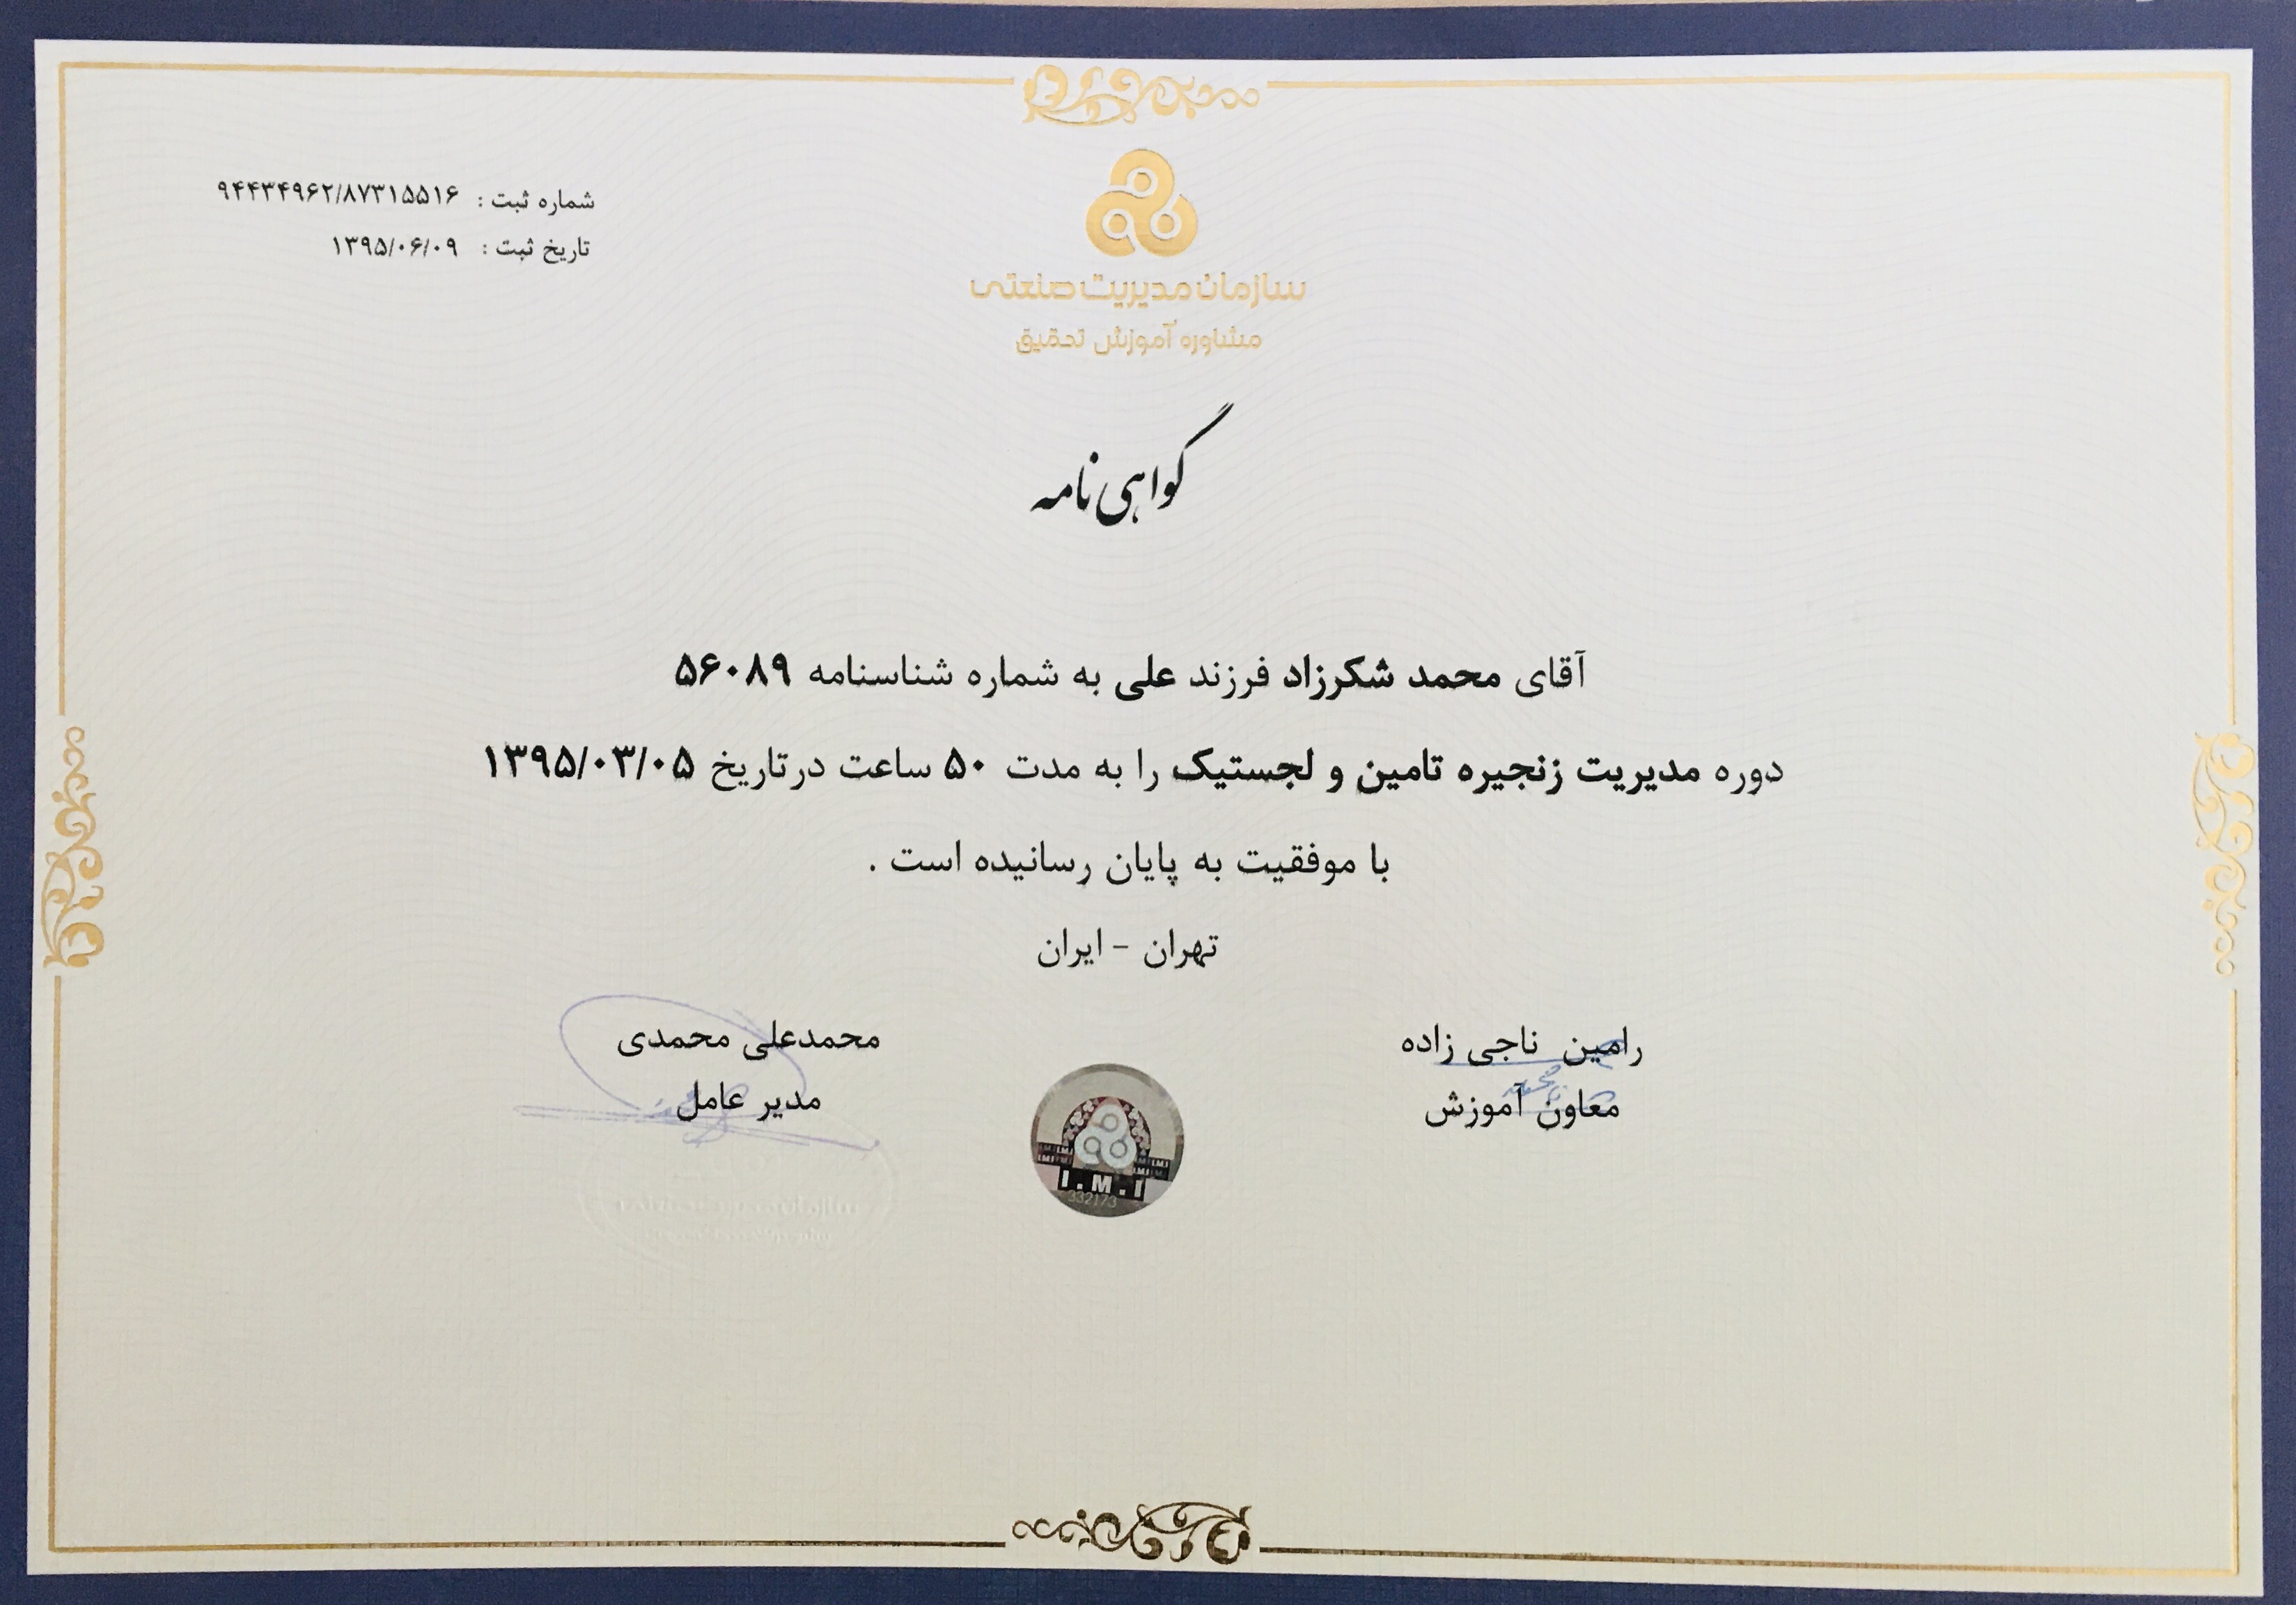 شماره ثبت : ۹۴۴۳۴۹۶۲/۸۷۳۱۵۵۱۶
تاریخ ثبت : ۱۳۹۵/۰۶/۰۹
سازمان مدیریت صنعتی
مشاوره آموزش تحقیق
گواهی نامه
آقای محمد شکرزاد فرزند علی به شماره شناسنامه ۵۶۰۸۹
دوره مدیریت زنجیره تامین و لجستیک را به مدت ۵۰ ساعت درتاریخ ۱۳۹۵/۰۳/۰۵
با موفقیت به پایان رسانیده است .
تهران - ایران
رامین ناجی زاده
معاون آموزش
محمدعلی محمدی
مدیر عامل
I.M.I
332173